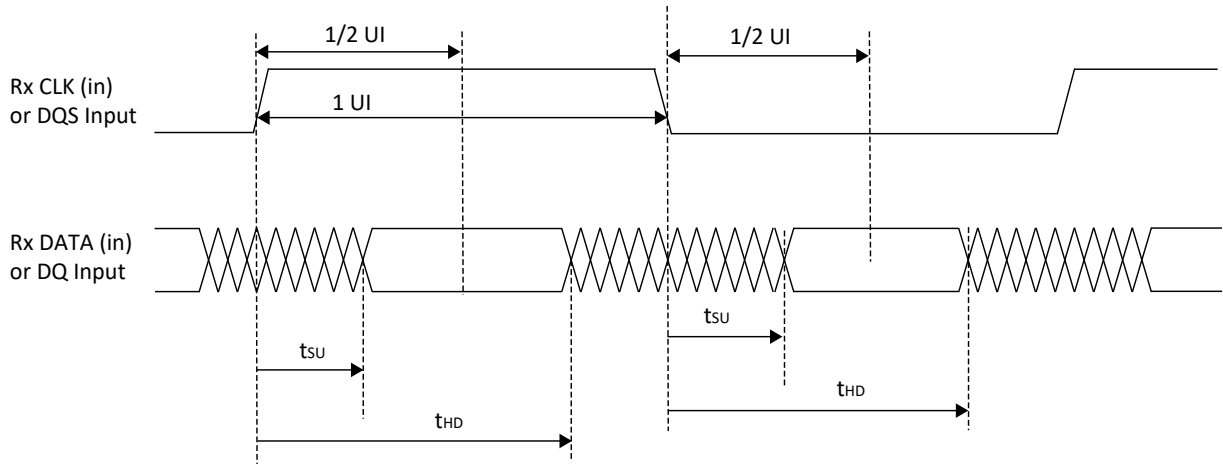 1/2 UI
1/2 UI
Rx CLK (in)
or DQS Input
1 UI
Rx DATA (in)
or DQ Input
tSU
tSU
tHD
tHD